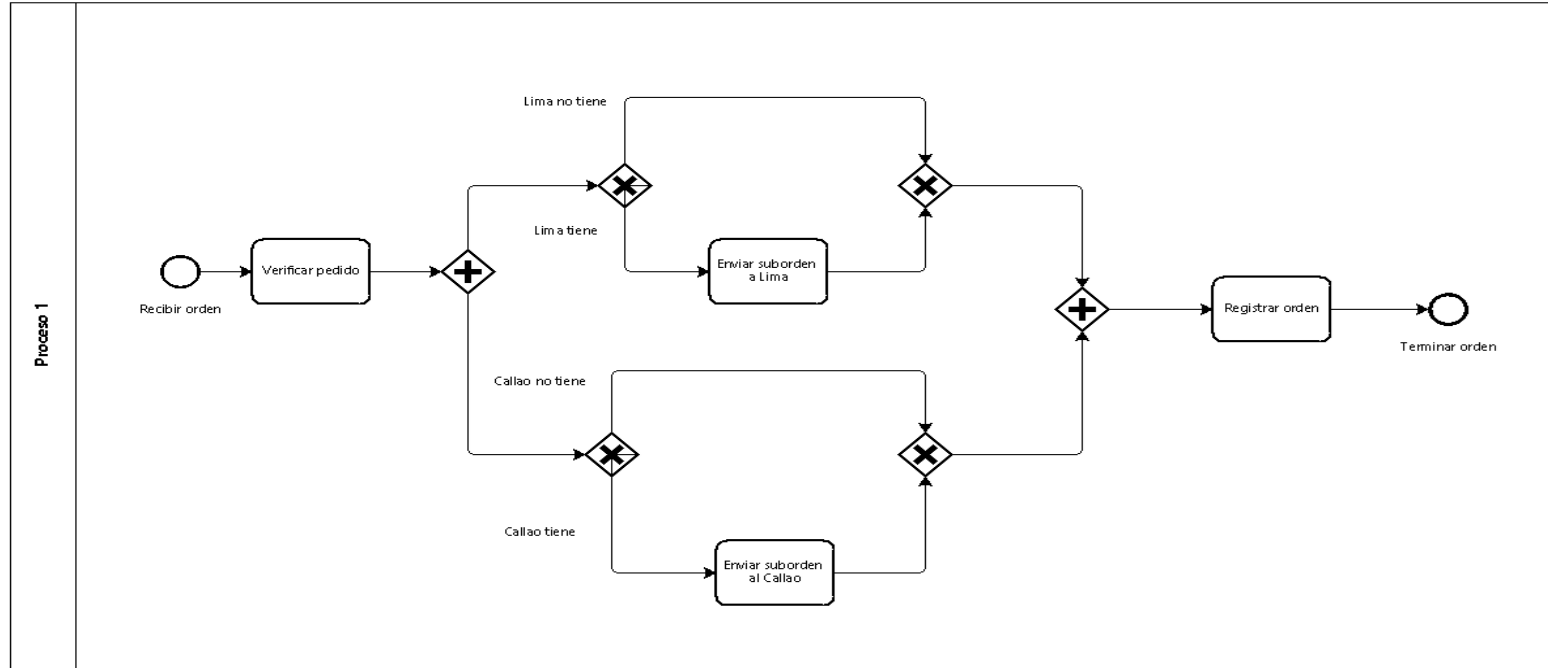 Proceso 1
Recibir orden
Verificar pedido
Lima no tiene
Lima tiene
Enviar suborden
a Lima
Callao no tiene
Callao tiene
Enviar suborden
al Callao
Registrar orden
Terminar orden